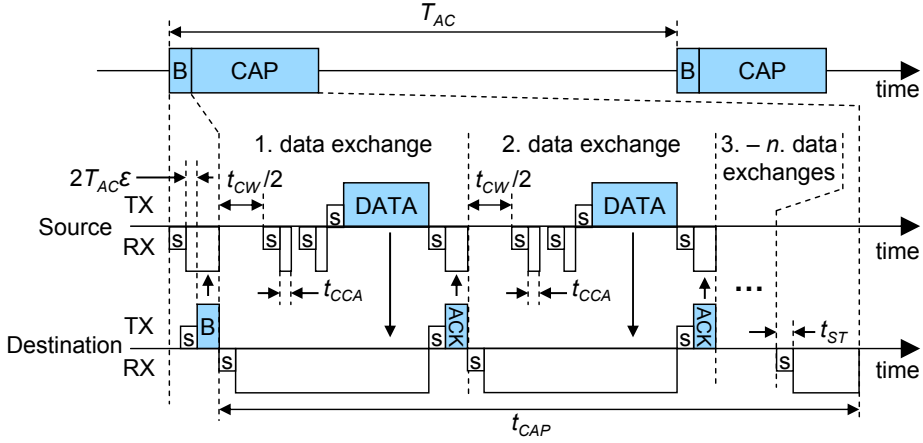 T_AC
B CAP B CAP
time
1. data exchange 2. data exchange 3. – n. data
exchanges
2T_ACε t_CW/2 t_CW/2
TX DATA DATA
Source S S S S S S S S S time
RX
t_CCA t_CCA
...
TX B ACK ACK t_ST
S S S
Destination time
RX S S S
t_CAP